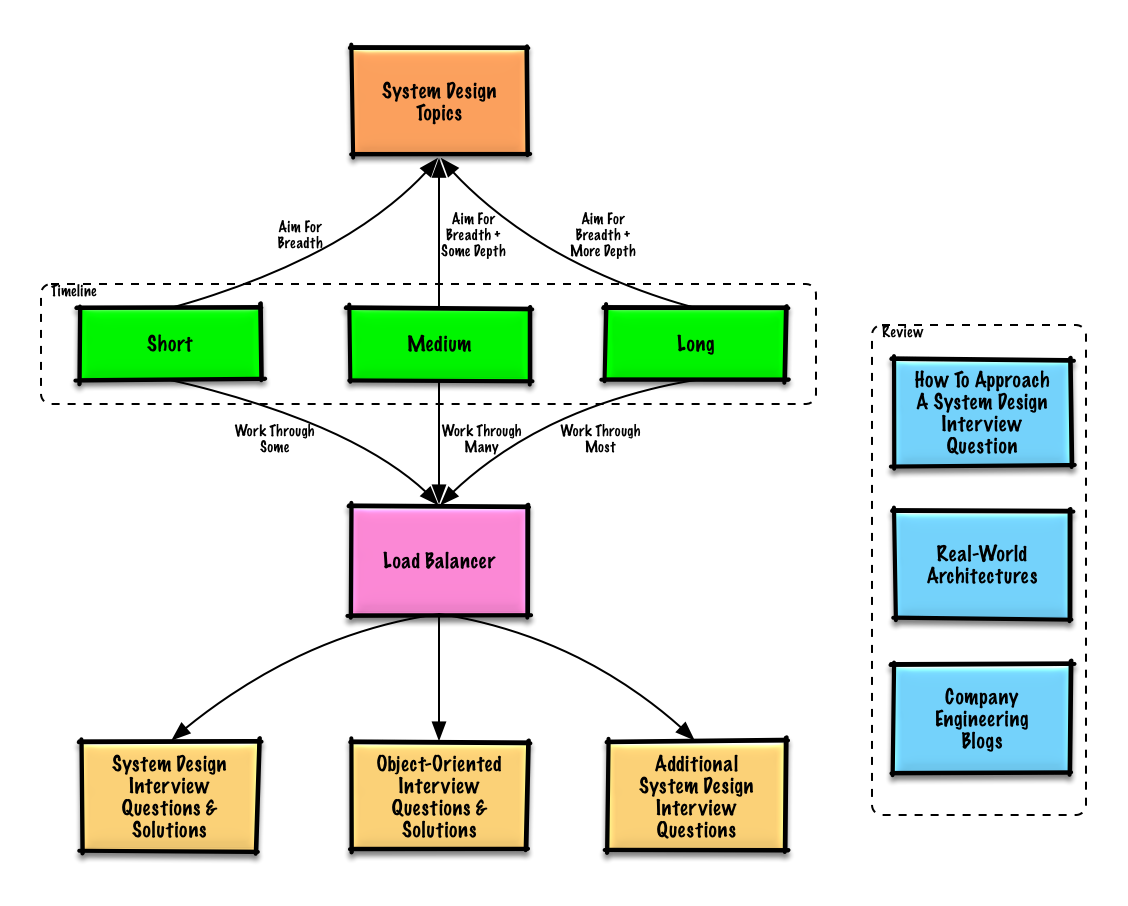 System Design
Topics
Aim For
Breadth
Aim For
Breadth +
Some Depth
Aim For
Breadth +
More Depth
Timeline
Short
Medium
Long
Work Through
Some
Work Through
Many
Work Through
Most
Load Balancer
System Design
Interview
Questions &
Solutions
Object-Oriented
Interview
Questions &
Solutions
Additional
System Design
Interview
Questions
Review
How To Approach
A System Design
Interview
Question
Real-World
Architectures
Company
Engineering
Blogs